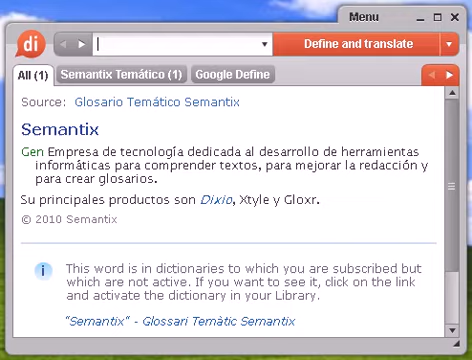 Menu
di
Define and translate
All (1) Semantix Temático (1) Google Define
Source: Glosario Temático Semantix
Semantix
Gen Empresa de tecnología dedicada al desarrollo de herramientas
informáticas para comprender textos, para mejorar la redacción y
para crear glosarios.
Su principales productos son Dixio, Xtyle y Gloxr.
© 2010 Semantix
i
This word is in dictionaries to which you are subscribed but
which are not active. If you want to see it, click on the link
and activate the dictionary in your Library.
"Semantix" - Glossari Temàtic Semantix